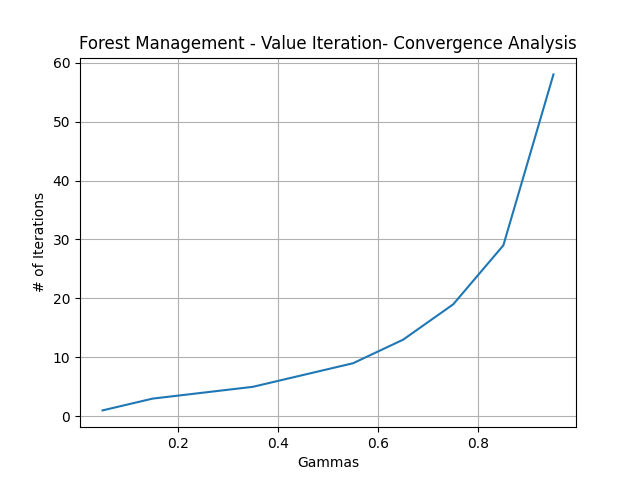 Forest Management - Value Iteration- Convergence Analysis
60
50
40
30
20
10
0
# of Iterations
0.2 0.4 0.6 0.8
Gammas